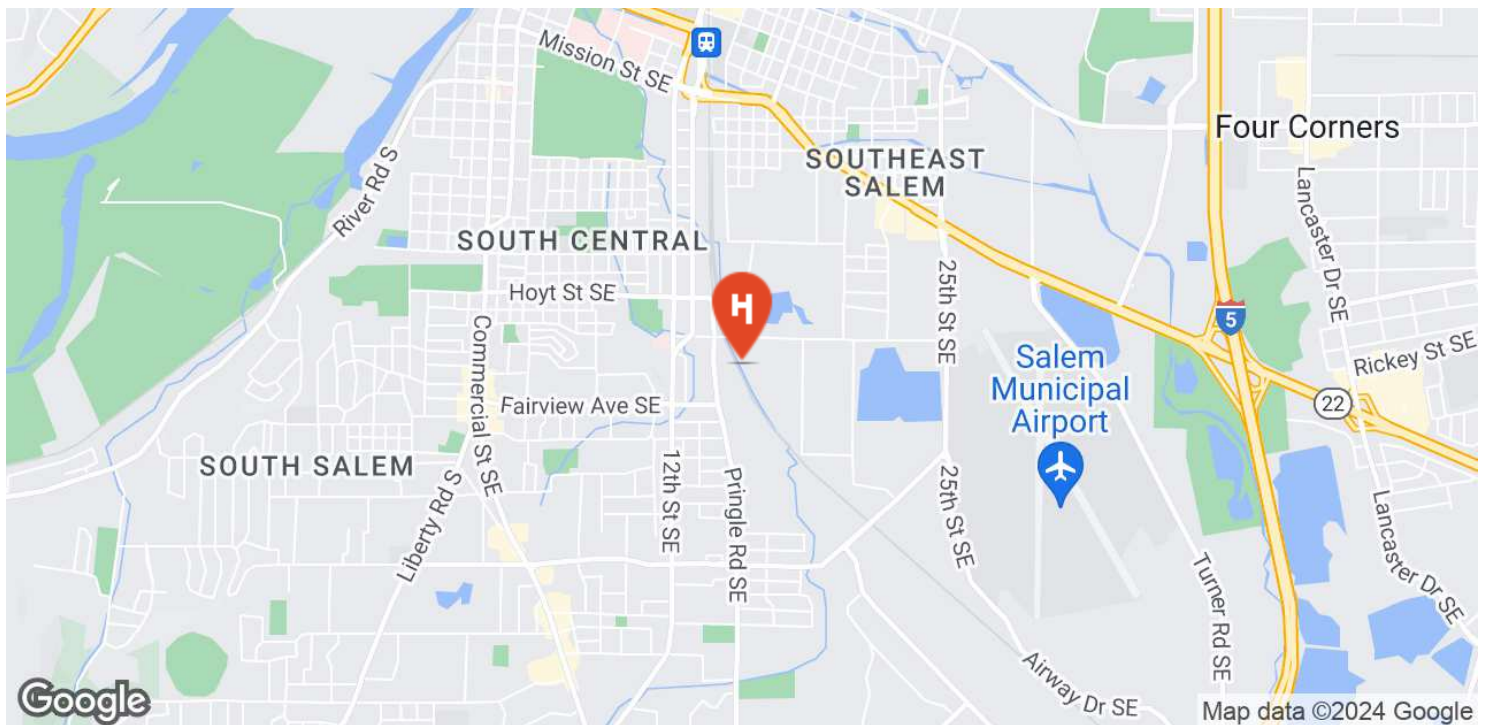 Mission St SE
Four Corners
SOUTHEAST
SALEM
River Rd S
Lancaster Dr SE
SOUTH CENTRAL
25th St SE
Hoyt St SE
H
5
Commercial St SE
Rickey St SE
Salem
Municipal
Airport
22
Fairview Ave SE
SOUTH SALEM
12th St SE
Liberty Rd S
Pringle Rd SE
25th St SE
Lancaster Dr SE
Turner Rd SE
Airway Dr SE
Google
Map data ©2024 Google